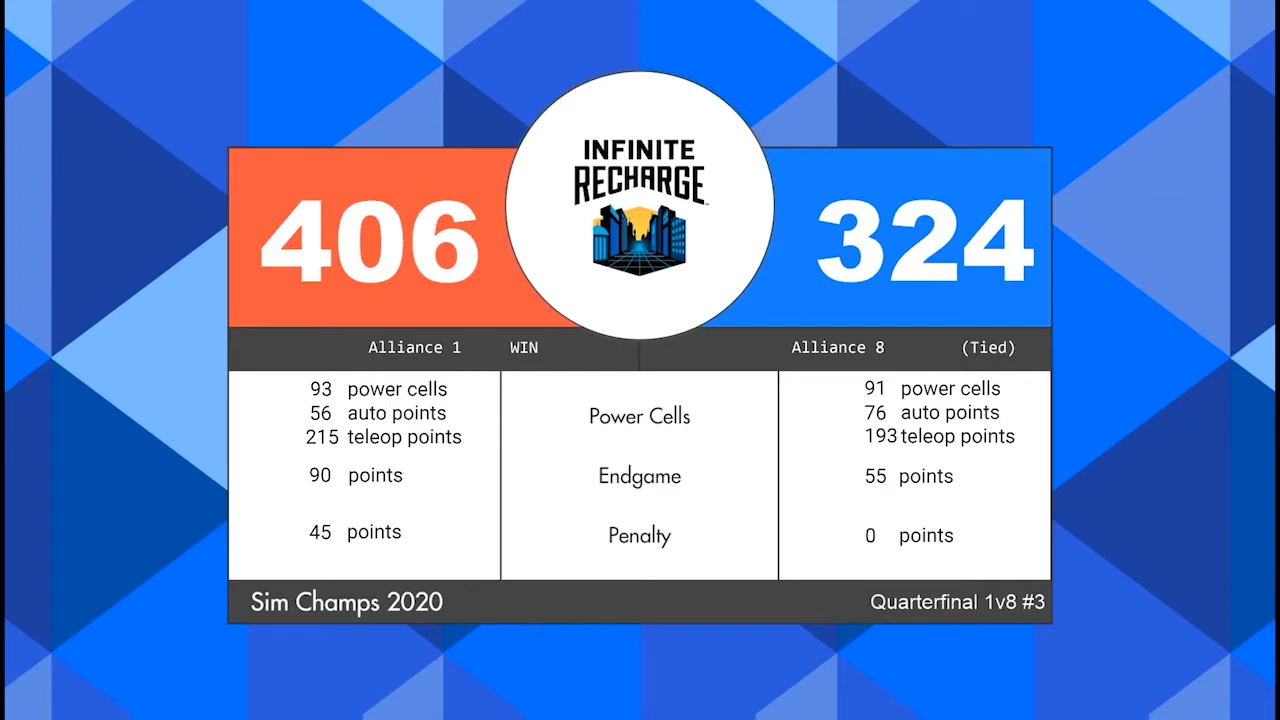 INFINITE
RECHARGE
406
324
Alliance 1 WIN
Alliance 8 (Tied)
93 power cells
56 auto points
215 teleop points
Power Cells
91 power cells
76 auto points
193 teleop points
90 points
Endgame
55 points
45 points
Penalty
0 points
Sim Champs 2020
Quarterfinal 1v8 #3